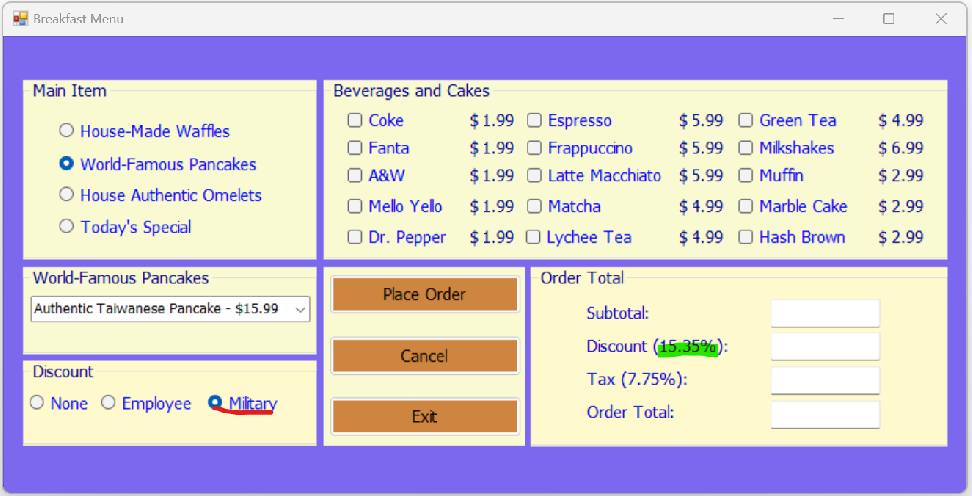 Breakfast Menu
Main Item
House-Made Waffles
World-Famous Pancakes
House Authentic Omelets
Today's Special
Beverages and Cakes
Coke $ 1.99 Espresso $ 5.99 Green Tea $ 4.99
Fanta $ 1.99 Frappuccino $ 5.99 Milkshakes $ 6.99
A&W $ 1.99 Latte Macchiato $ 5.99 Muffin $ 2.99
Mello Yello $ 1.99 Matcha $ 4.99 Marble Cake $ 2.99
Dr. Pepper $ 1.99 Lychee Tea $ 4.99 Hash Brown $ 2.99
World-Famous Pancakes
Authentic Taiwanese Pancake - $15.99
Discount
None Employee Military
Place Order
Cancel
Exit
Order Total
Subtotal:
Discount (15.35%):
Tax (7.75%):
Order Total: